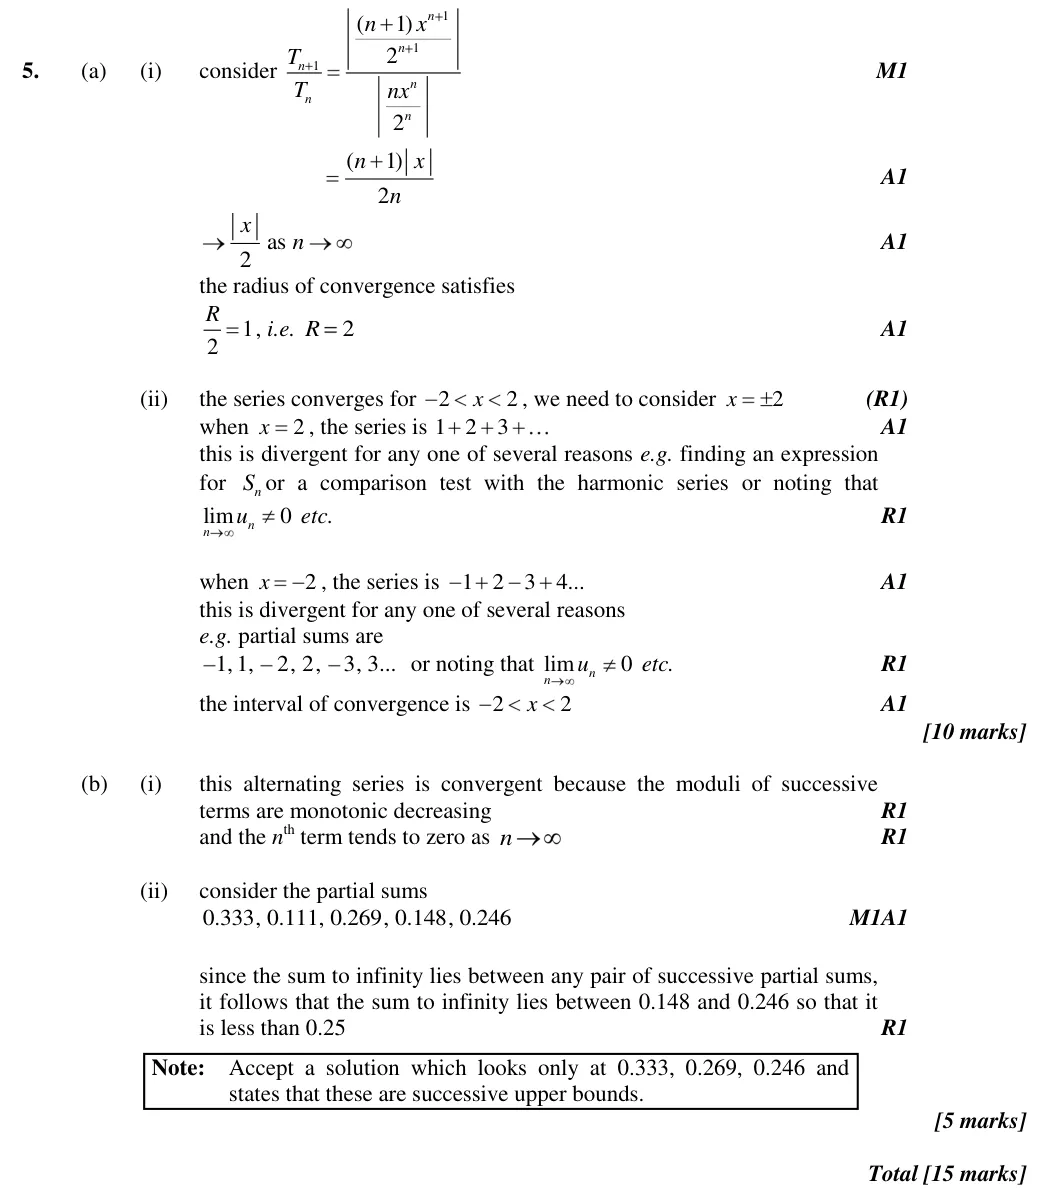 5. (a) (i) consider T_{n+1}/T_n = |(n+1)x^{n+1}/2^{n+1}| / |nx^n/2^n| M1
= (n+1)|x|/2n A1
→ |x|/2 as n → ∞ A1
the radius of convergence satisfies
R/2 = 1, i.e. R = 2 A1
(ii) the series converges for −2 < x < 2, we need to consider x = ±2 (R1)
when x = 2, the series is 1+2+3+… A1
this is divergent for any one of several reasons e.g. finding an expression
for S_n or a comparison test with the harmonic series or noting that
lim_{n→∞} u_n ≠ 0 etc. R1
when x = −2, the series is −1+2−3+4... A1
this is divergent for any one of several reasons
e.g. partial sums are
−1, 1, −2, 2, −3, 3... or noting that lim_{n→∞} u_n ≠ 0 etc. R1
the interval of convergence is −2 < x < 2 A1
[10 marks]
(b) (i) this alternating series is convergent because the moduli of successive
terms are monotonic decreasing R1
and the n^{th} term tends to zero as n → ∞ R1
(ii) consider the partial sums
0.333, 0.111, 0.269, 0.148, 0.246 M1A1
since the sum to infinity lies between any pair of successive partial sums,
it follows that the sum to infinity lies between 0.148 and 0.246 so that it
is less than 0.25 R1
Note: Accept a solution which looks only at 0.333, 0.269, 0.246 and
states that these are successive upper bounds.
[5 marks]
Total [15 marks]